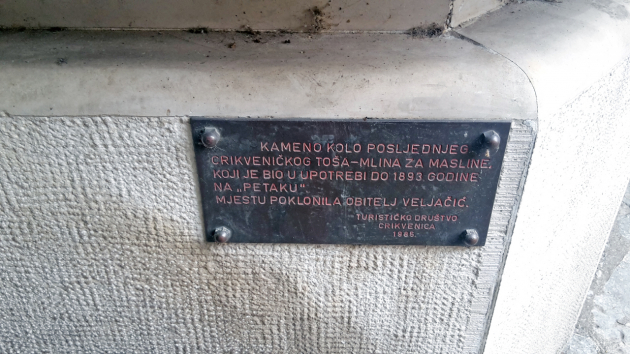 KAMENO KOLO POSLJEDNJEG
CRIKVENIČKOG TOŠA-MLINA ZA MASLINE,
KOJI JE BIO U UPOTREBI DO 1893. GODINE
NA „PETAKU“.
MJESTU POKLONILA OBITELJ VELJAČIĆ.
TURISTIČKO DRUŠTVO
CRIKVENICA